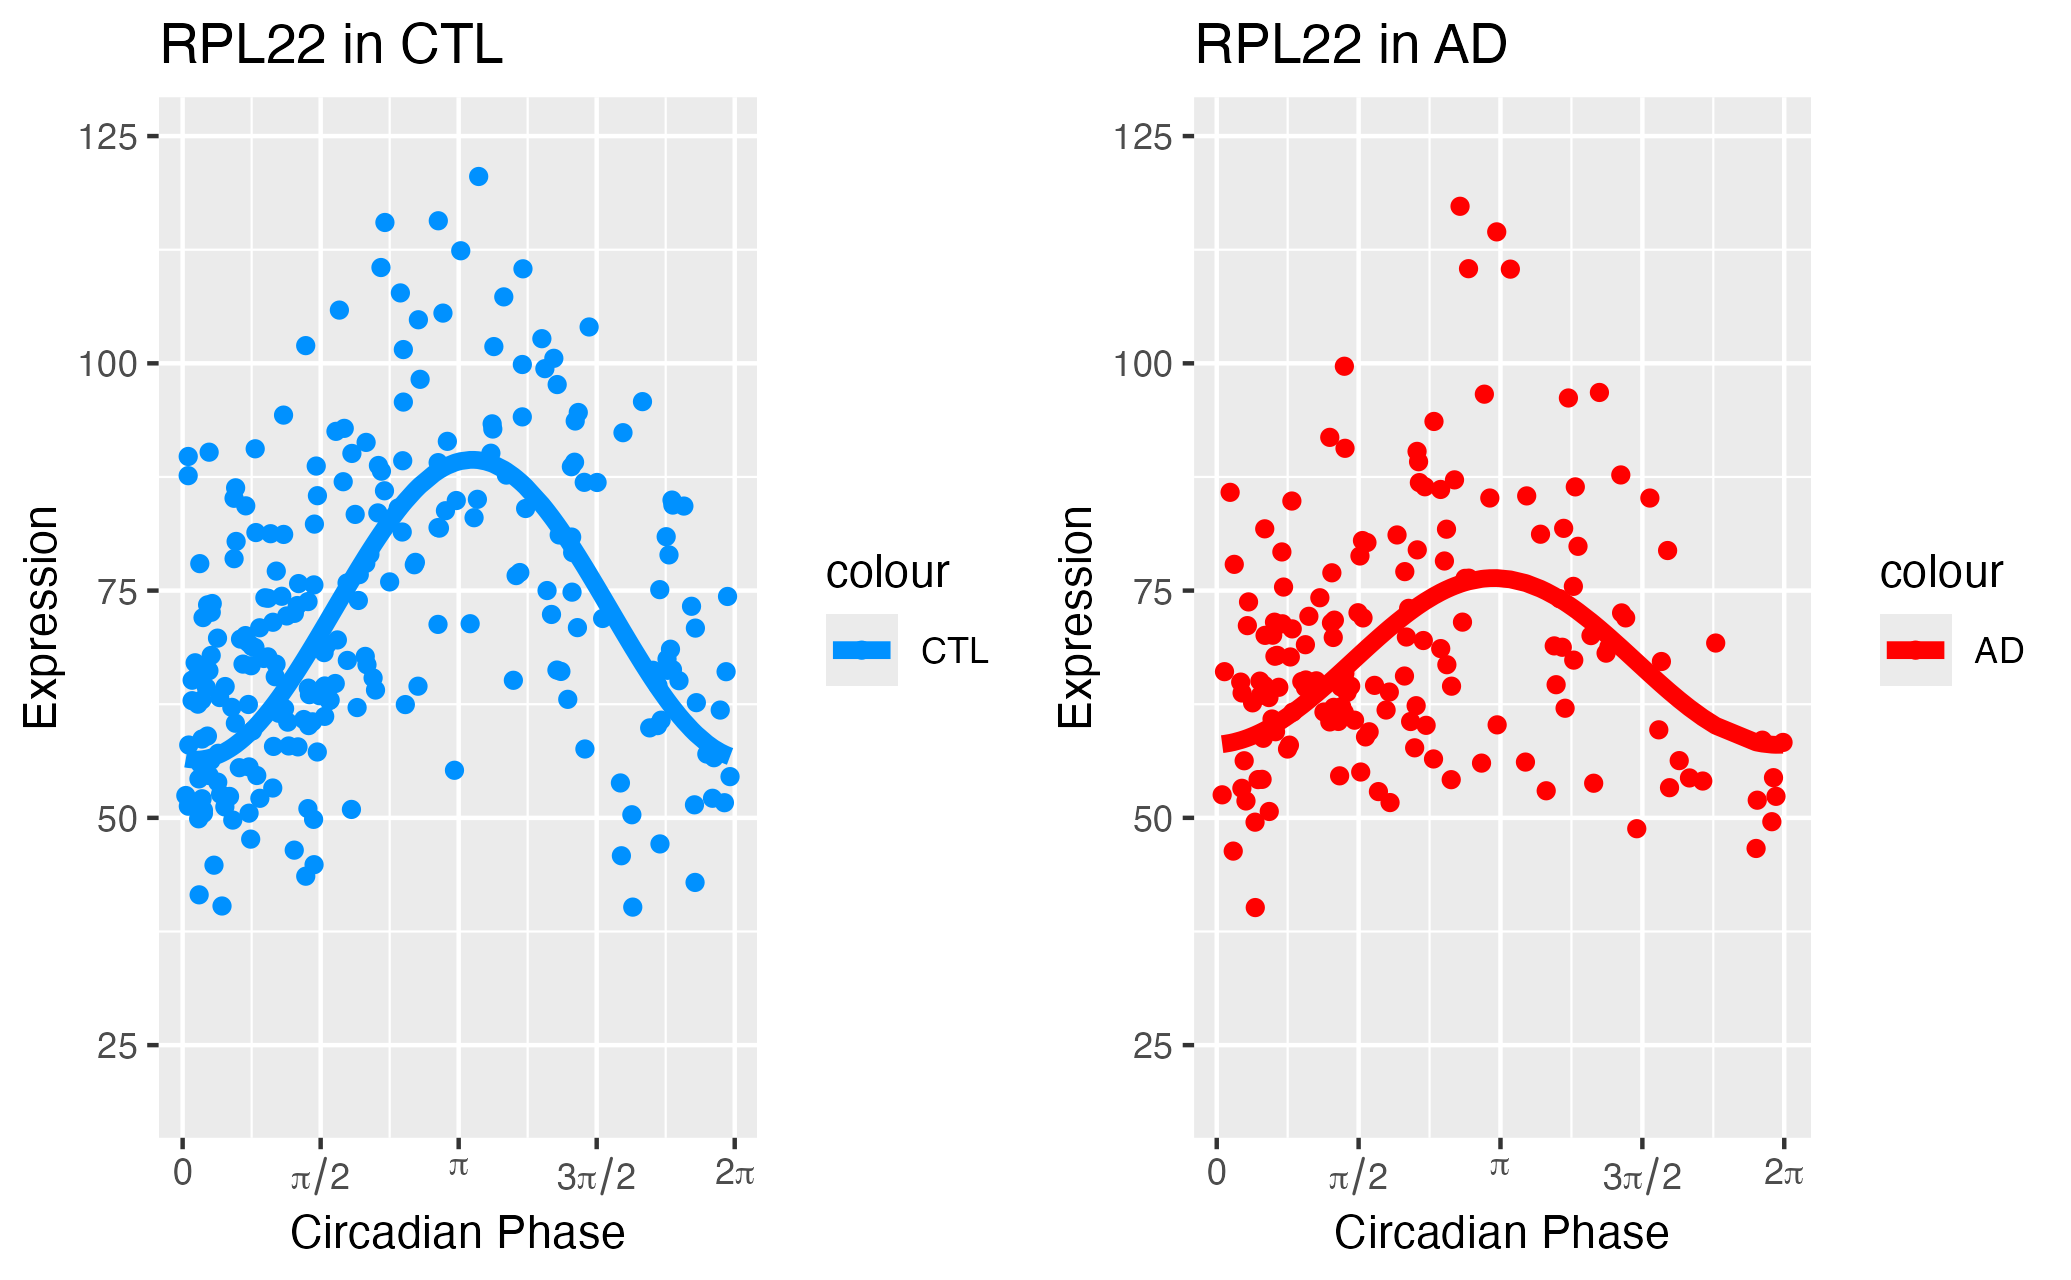 RPL22 in CTL
125
100
75
50
25
Expression
0 π/2 π 3π/2 2π
Circadian Phase
colour
CTL
RPL22 in AD
125
100
75
50
25
Expression
0 π/2 π 3π/2 2π
Circadian Phase
colour
AD